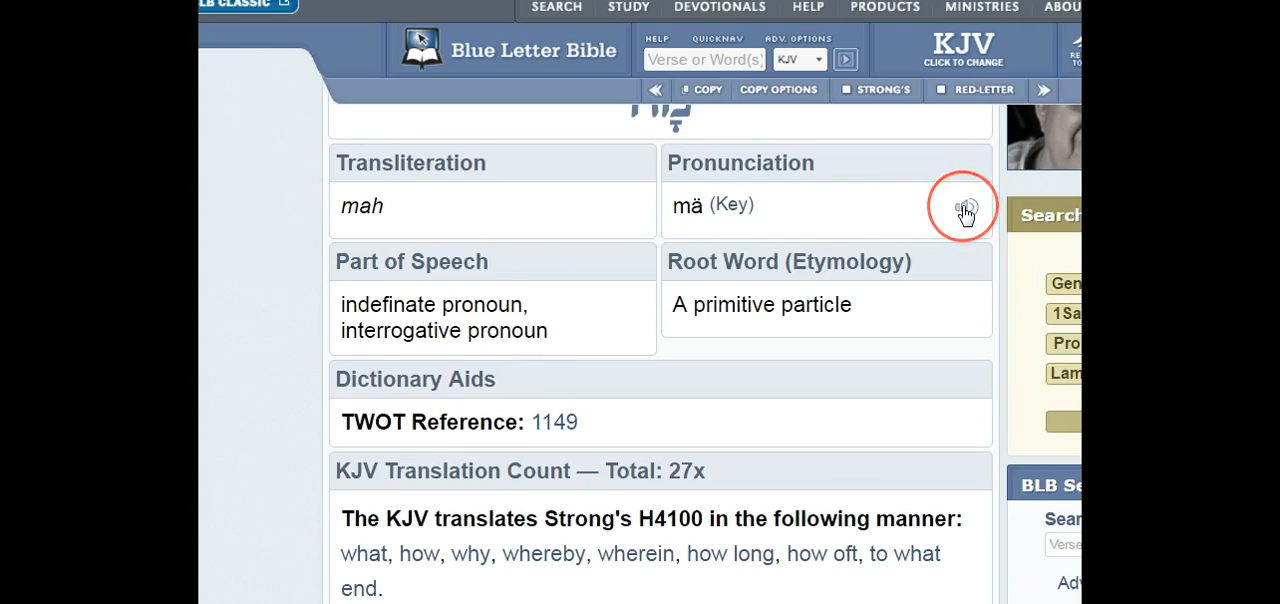 LB CLASSIC
SEARCH STUDY DEVOTIONALS HELP PRODUCTS MINISTRIES ABOU
HELP QUICKNAV ADV. OPTIONS
Blue Letter Bible
Verse or Word(s)
KJV
KJV
CLICK TO CHANGE
RE
TO
COPY COPY OPTIONS STRONG'S RED-LETTER
Transliteration
Pronunciation
mah
mä (Key)
Part of Speech
Root Word (Etymology)
indefinate pronoun,
interrogative pronoun
A primitive particle
Dictionary Aids
TWOT Reference: 1149
KJV Translation Count — Total: 27x
The KJV translates Strong's H4100 in the following manner:
what, how, why, whereby, wherein, how long, how oft, to what
end.
Search
Gen
1Sa
Pro
Lam
BLB Se
Sear
Verse
Adv